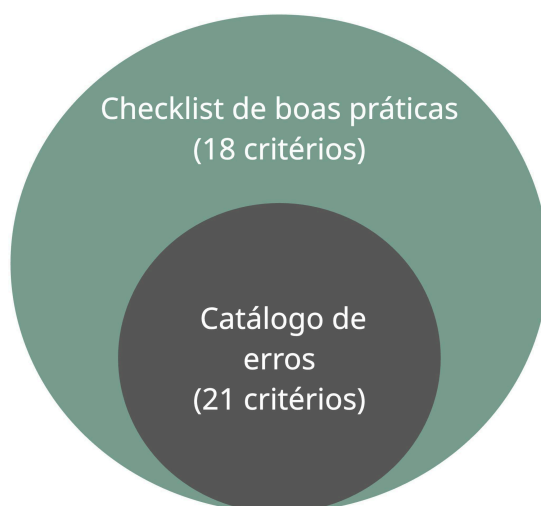 Checklist de boas práticas
(18 critérios)
Catálogo de
erros
(21 critérios)